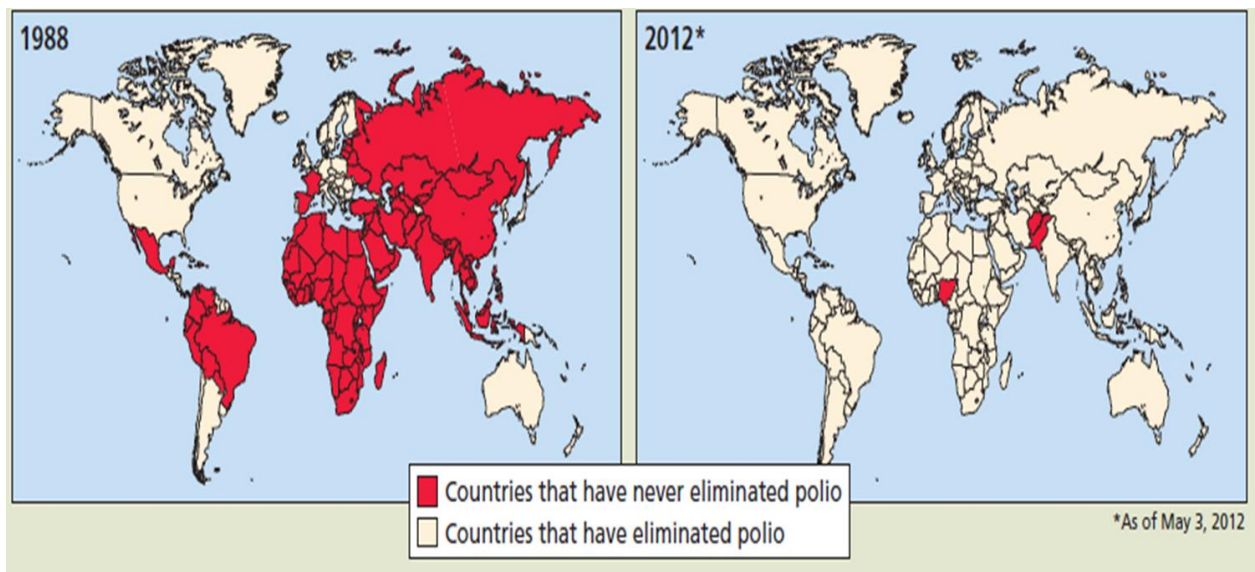 1988
2012*
Countries that have never eliminated polio
Countries that have eliminated polio
*As of May 3, 2012